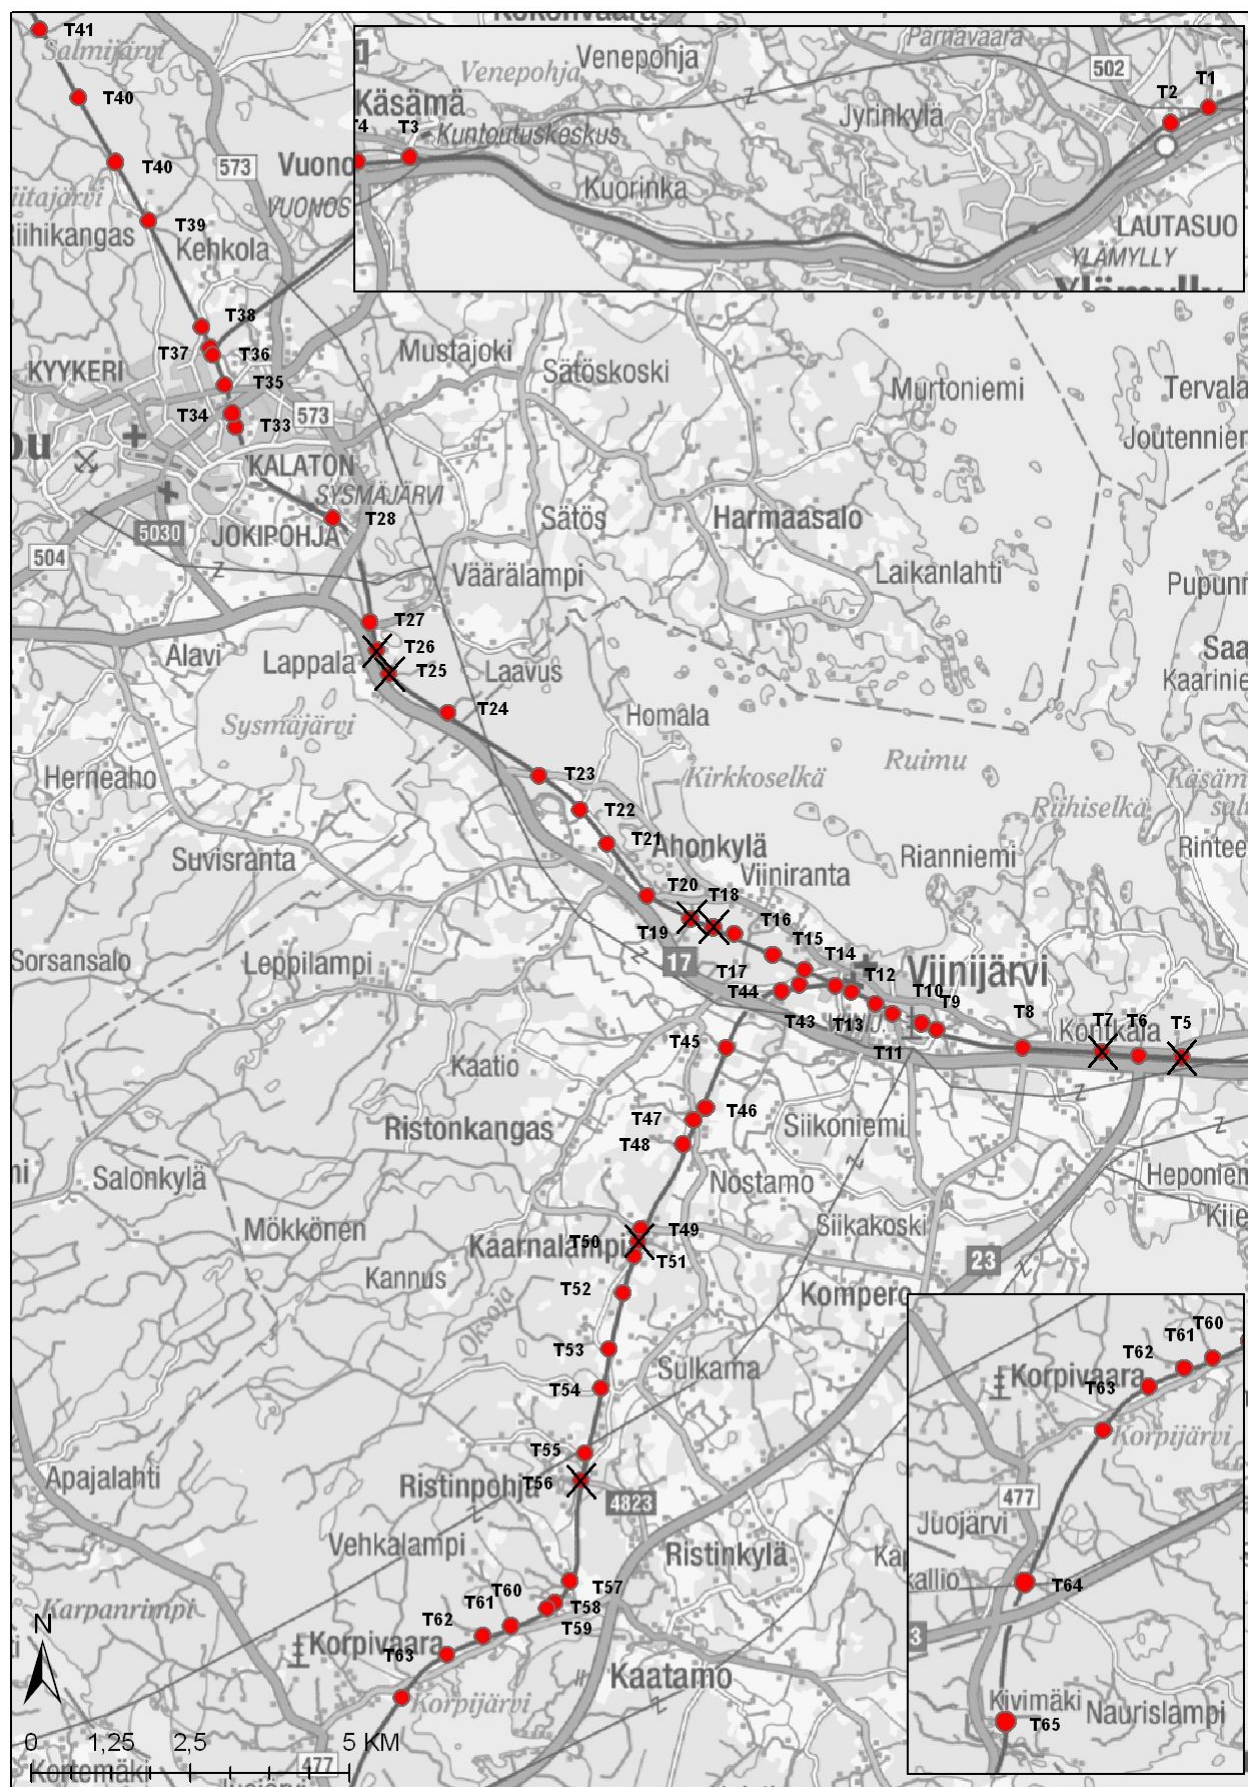 T41
Salmijärvi
T40
T40
573
Vuono
VUONOS
T39
Kehkola
Venepohja
Venepohja
Pärnävaara
502
T1
T2
Käsämä
Kuntoutuskeskus
T4
T3
Jyrinkylä
Kuorinka
LAUTASUO
YLÄMYLLY
T38
T37
T36
KYYKERI
T35
T34
T33
573
Mustajoki
Sätöskoski
Murtoniemi
KALATON
SYSMÄJÄRVI
T28
5030
JOKIPOHJA
504
Sätös
Harmaasalo
Väärälampi
Laikanlahti
T27
T26
T25
Alavi
Lappala
Laavus
T24
Sysmäjärvi
Homala
Herneaho
T23
Kirkkoselkä
Ruimu
Riihiselkä
T22
T21
Ahonkylä
Suvisranta
Viiniranta
Rianniemi
T20
T18
T19
T16
Sorsansalo
Leppilampi
17
T15
T14
T17
T12
Viinijärvi
T44
T10
T9
T43
T13
T8
T7
T6
T5
Kontkala
T45
T11
Kaatio
T46
T47
Ristonkangas
T48
Siikoniemi
Salonkylä
Nostamo
Mökkönen
T49
Siikakoski
Kaarnalampi
T50
T51
23
Kannus
T52
Oksoja
Kompero
T53
Sulkama
T54
T60
T61
T62
Korpivaara
T63
Korpijärvi
T55
Apajalahti
Ristinpohja
T56
4823
477
Juojärvi
Vehkalampi
Ristinkylä
T57
T60
T58
T61
T59
T64
Karpanrimpi
T62
N
Korpivaara
T63
Kaatamo
Korpijärvi
Kivimäki
Naurislampi
T65
0 1,25 2,5 5 KM
477